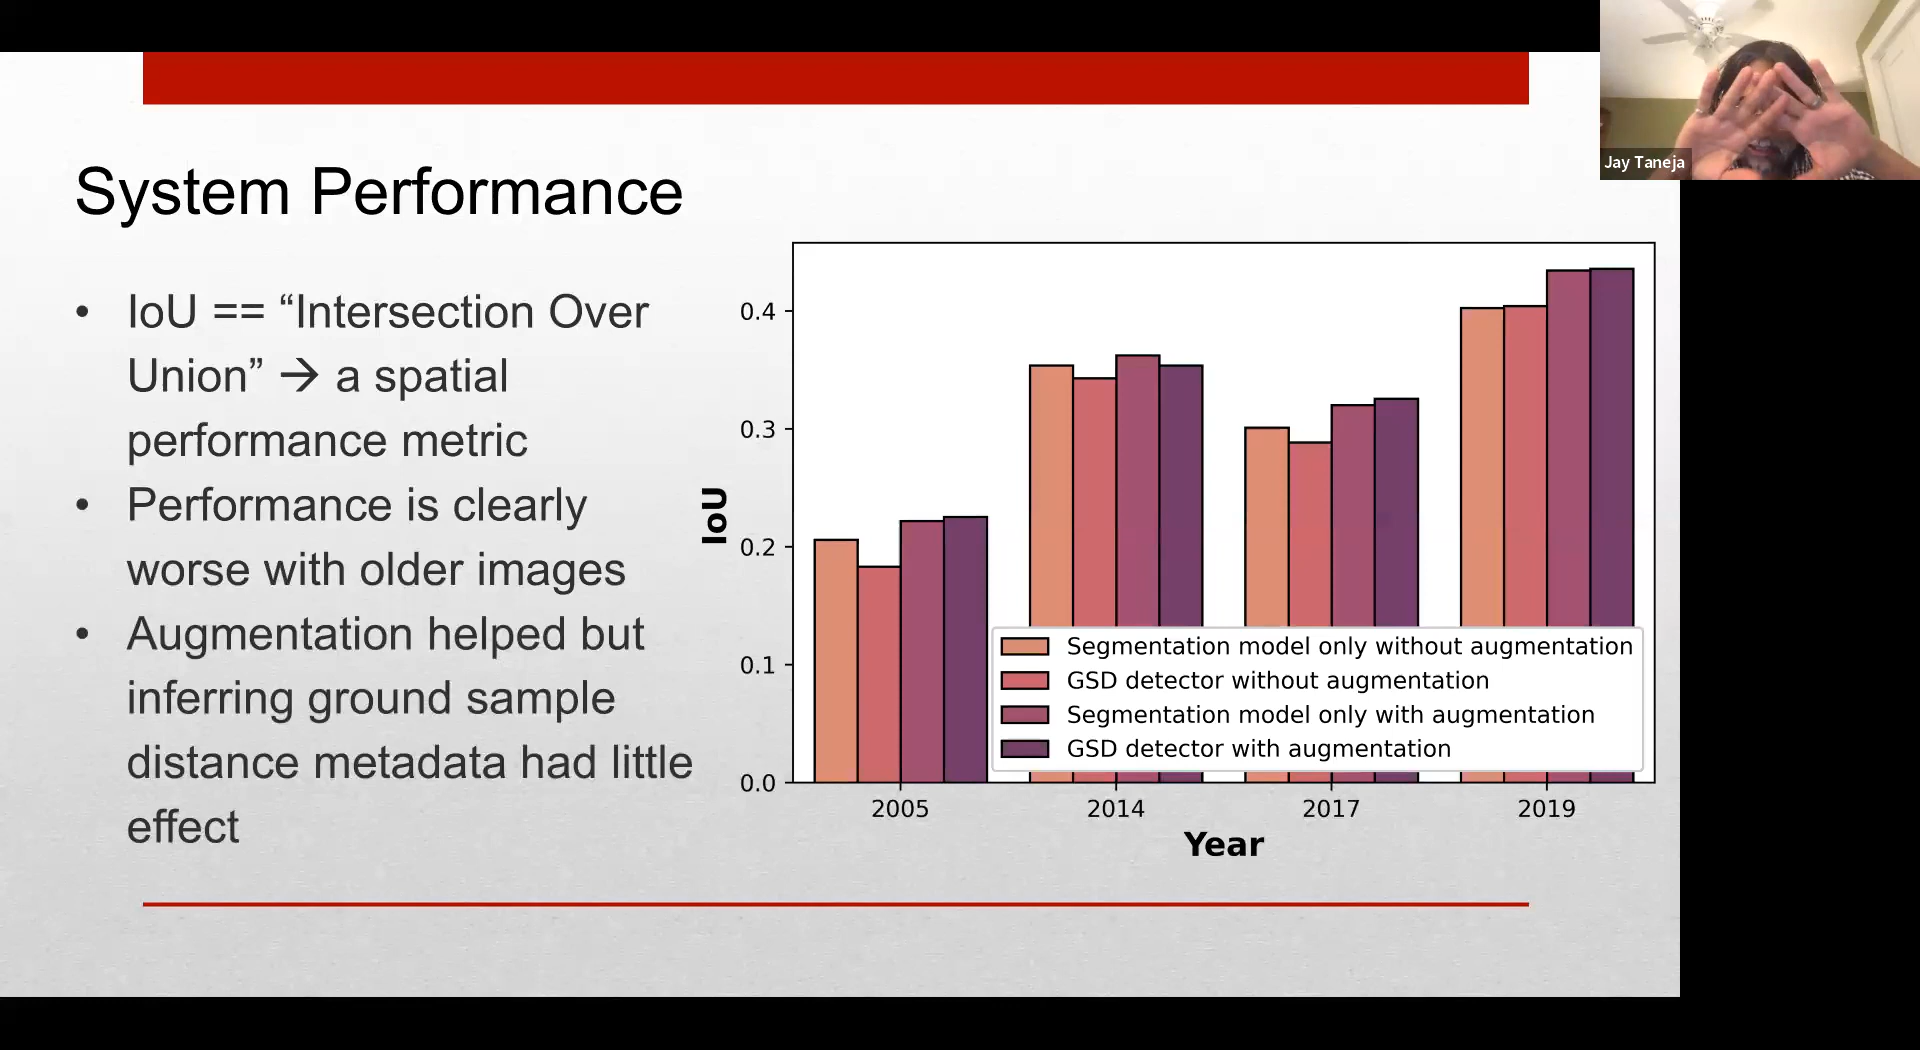 Jay Taneja
System Performance
• IoU == “Intersection Over
Union” → a spatial
performance metric
• Performance is clearly
worse with older images
• Augmentation helped but
inferring ground sample
distance metadata had little
effect
IoU
0.4
0.3
0.2
0.1
0.0
Segmentation model only without augmentation
GSD detector without augmentation
Segmentation model only with augmentation
GSD detector with augmentation
2005 2014 2017 2019
Year